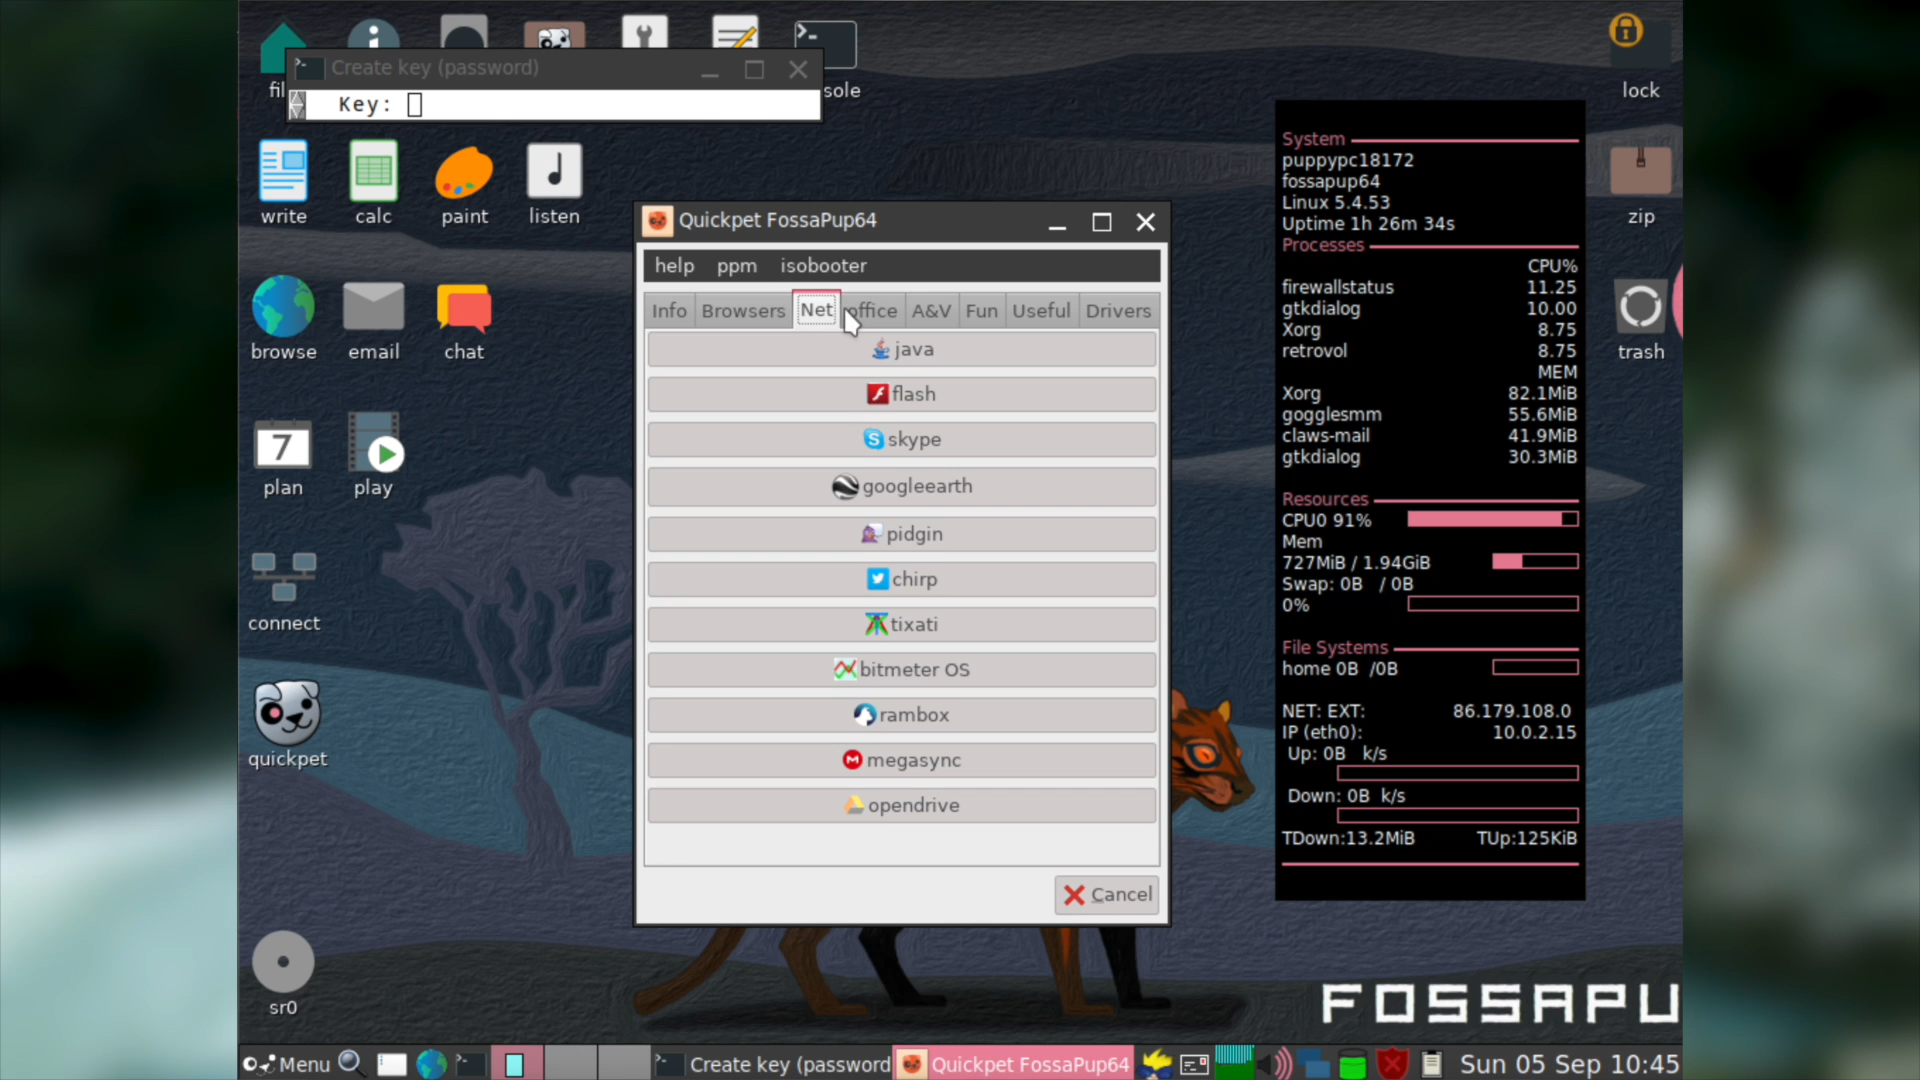 Create key (password)
Key:
sole
lock
write
calc
paint
listen
zip
browse
email
chat
trash
plan
play
connect
quickpet
sr0
Quickpet FossaPup64
help ppm isobooter
Info Browsers Net office A&V Fun Useful Drivers
java
flash
skype
googleearth
pidgin
chirp
tixati
bitmeter OS
rambox
megasync
opendrive
Cancel
System
puppypc18172
fossapup64
Linux 5.4.53
Uptime 1h 26m 34s
Processes
CPU%
firewallstatus 11.25
gtkdialog 10.00
Xorg 8.75
retrovol 8.75
MEM
Xorg 82.1MiB
gogglesmm 55.6MiB
claws-mail 41.9MiB
gtkdialog 30.3MiB
Resources
CPU0 91%
Mem
727MiB / 1.94GiB
Swap: 0B / 0B
0%
File Systems
home 0B /0B
NET: EXT: 86.179.108.0
IP (eth0): 10.0.2.15
Up: 0B k/s
Down: 0B k/s
TDown:13.2MiB TUp:125KiB
FOSSAPU
Menu Create key (password Quickpet FossaPup64 Sun 05 Sep 10:45